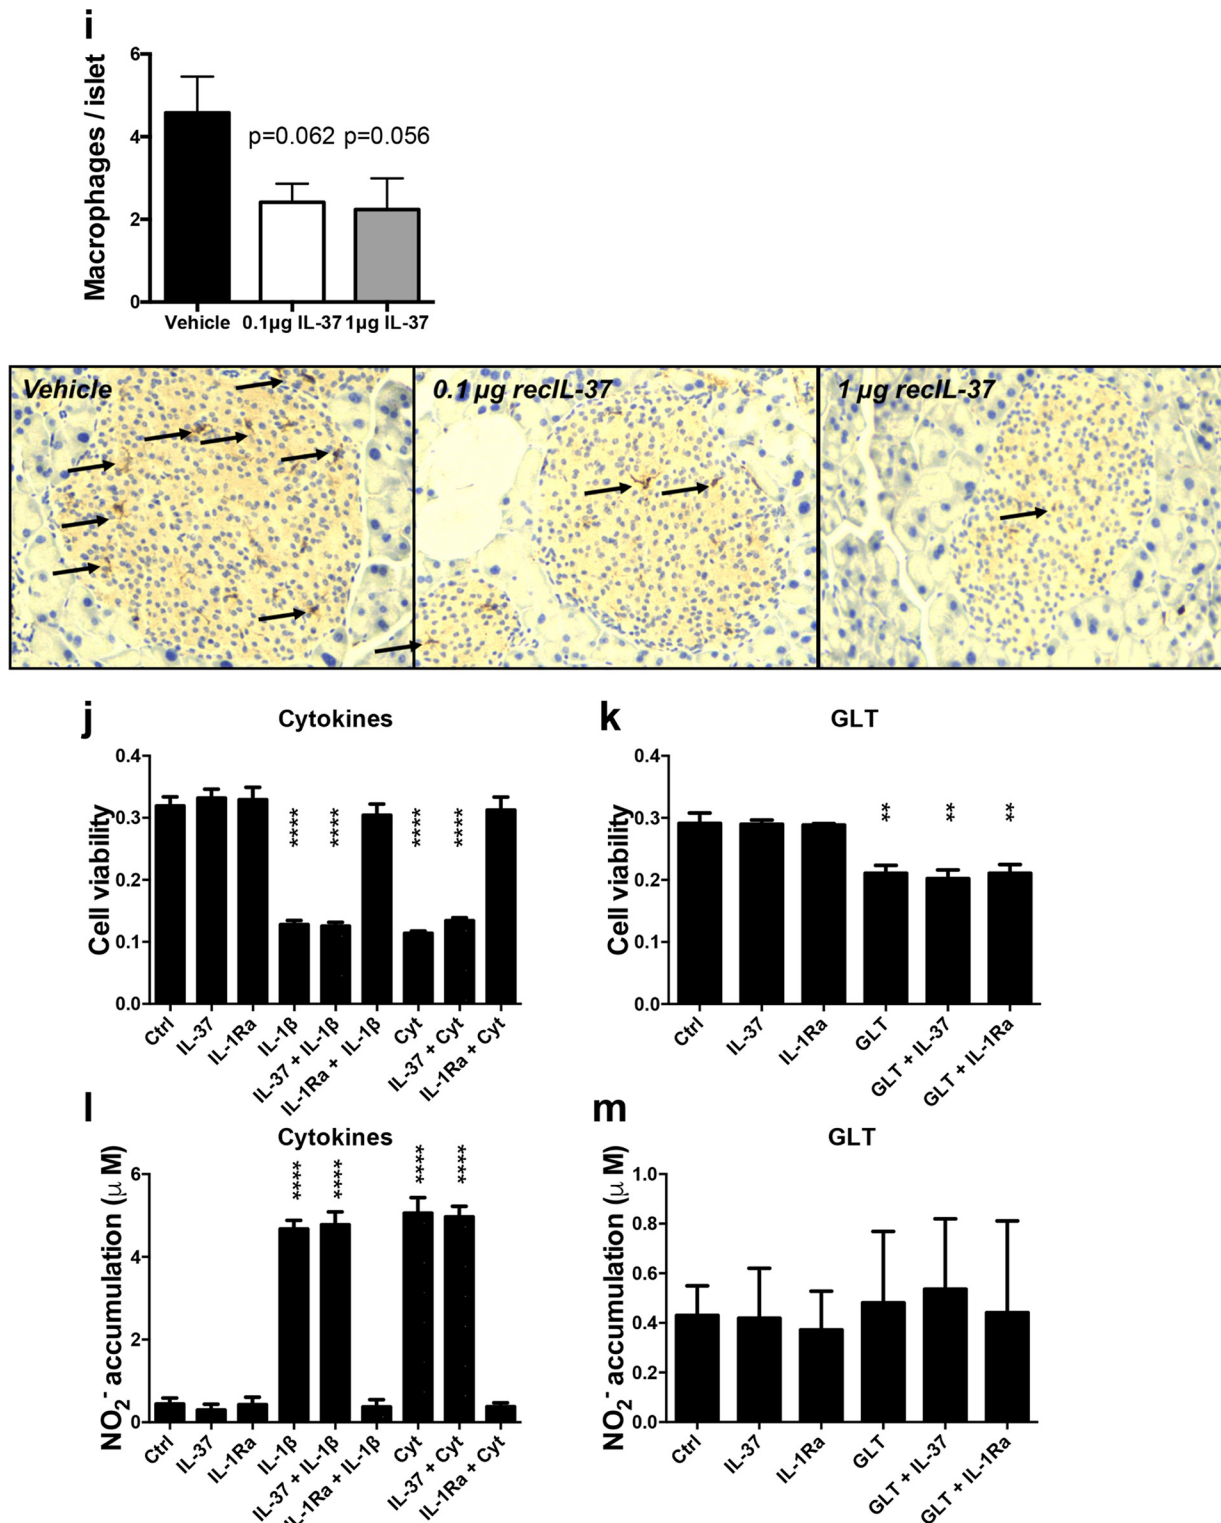 i
Macrophages / islet
6
4
2
0
p=0.062 p=0.056
Vehicle 0.1µg IL-37 1µg IL-37
Vehicle
0.1 µg recIL-37
1 µg recIL-37
j
Cytokines
Cell viability
0.4
0.3
0.2
0.1
0.0
**** **** **** ****
Ctrl
IL-37
IL-1Ra
IL-1β
IL-37 + IL-1β
IL-1Ra + IL-1β
Cyt
IL-37 + Cyt
IL-1Ra + Cyt
k
GLT
Cell viability
0.4
0.3
0.2
0.1
0.0
** ** **
Ctrl
IL-37
IL-1Ra
GLT
GLT + IL-37
GLT + IL-1Ra
l
Cytokines
NO₂⁻ accumulation (µ M)
6
4
2
0
**** **** **** ****
Ctrl
IL-37
IL-1Ra
IL-1β
IL-37 + IL-1β
IL-1Ra + IL-1β
Cyt
IL-37 + Cyt
IL-1Ra + Cyt
m
GLT
NO₂⁻ accumulation (µ M)
1.0
0.8
0.6
0.4
0.2
0.0
Ctrl
IL-37
IL-1Ra
GLT
GLT + IL-37
GLT + IL-1Ra